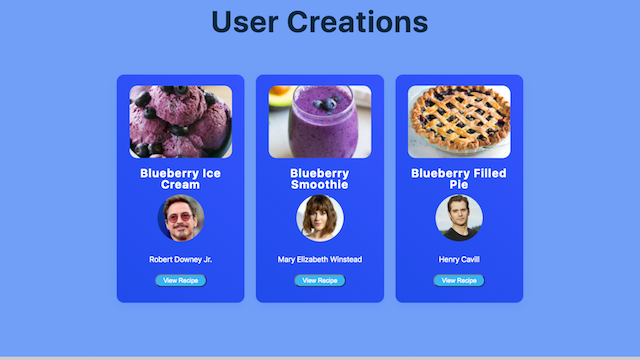 User Creations
Blueberry Ice
Cream
Robert Downey Jr.
View Recipe
Blueberry
Smoothie
Mary Elizabeth Winstead
View Recipe
Blueberry Filled
Pie
Henry Cavill
View Recipe